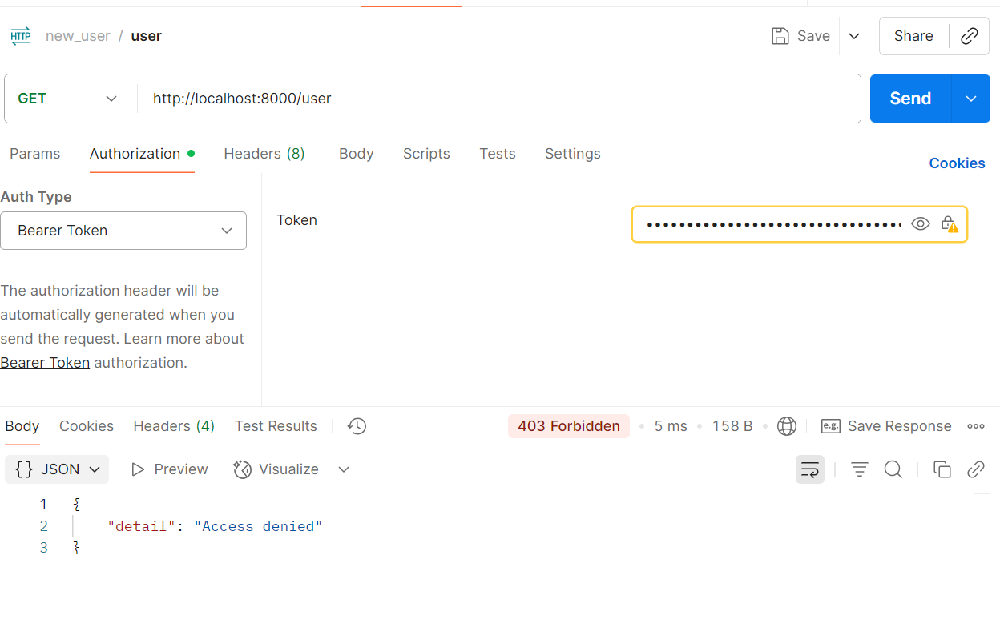 HTTP new_user / user Save Share
GET http://localhost:8000/user Send
Params Authorization Headers (8) Body Scripts Tests Settings Cookies
Auth Type
Bearer Token
Token ••••••••••••••••••••••••••••••••
The authorization header will be
automatically generated when you
send the request. Learn more about
Bearer Token authorization.
Body Cookies Headers (4) Test Results 403 Forbidden • 5 ms • 158 B • e.g. Save Response
{} JSON Preview Visualize
1 {
2 "detail": "Access denied"
3 }